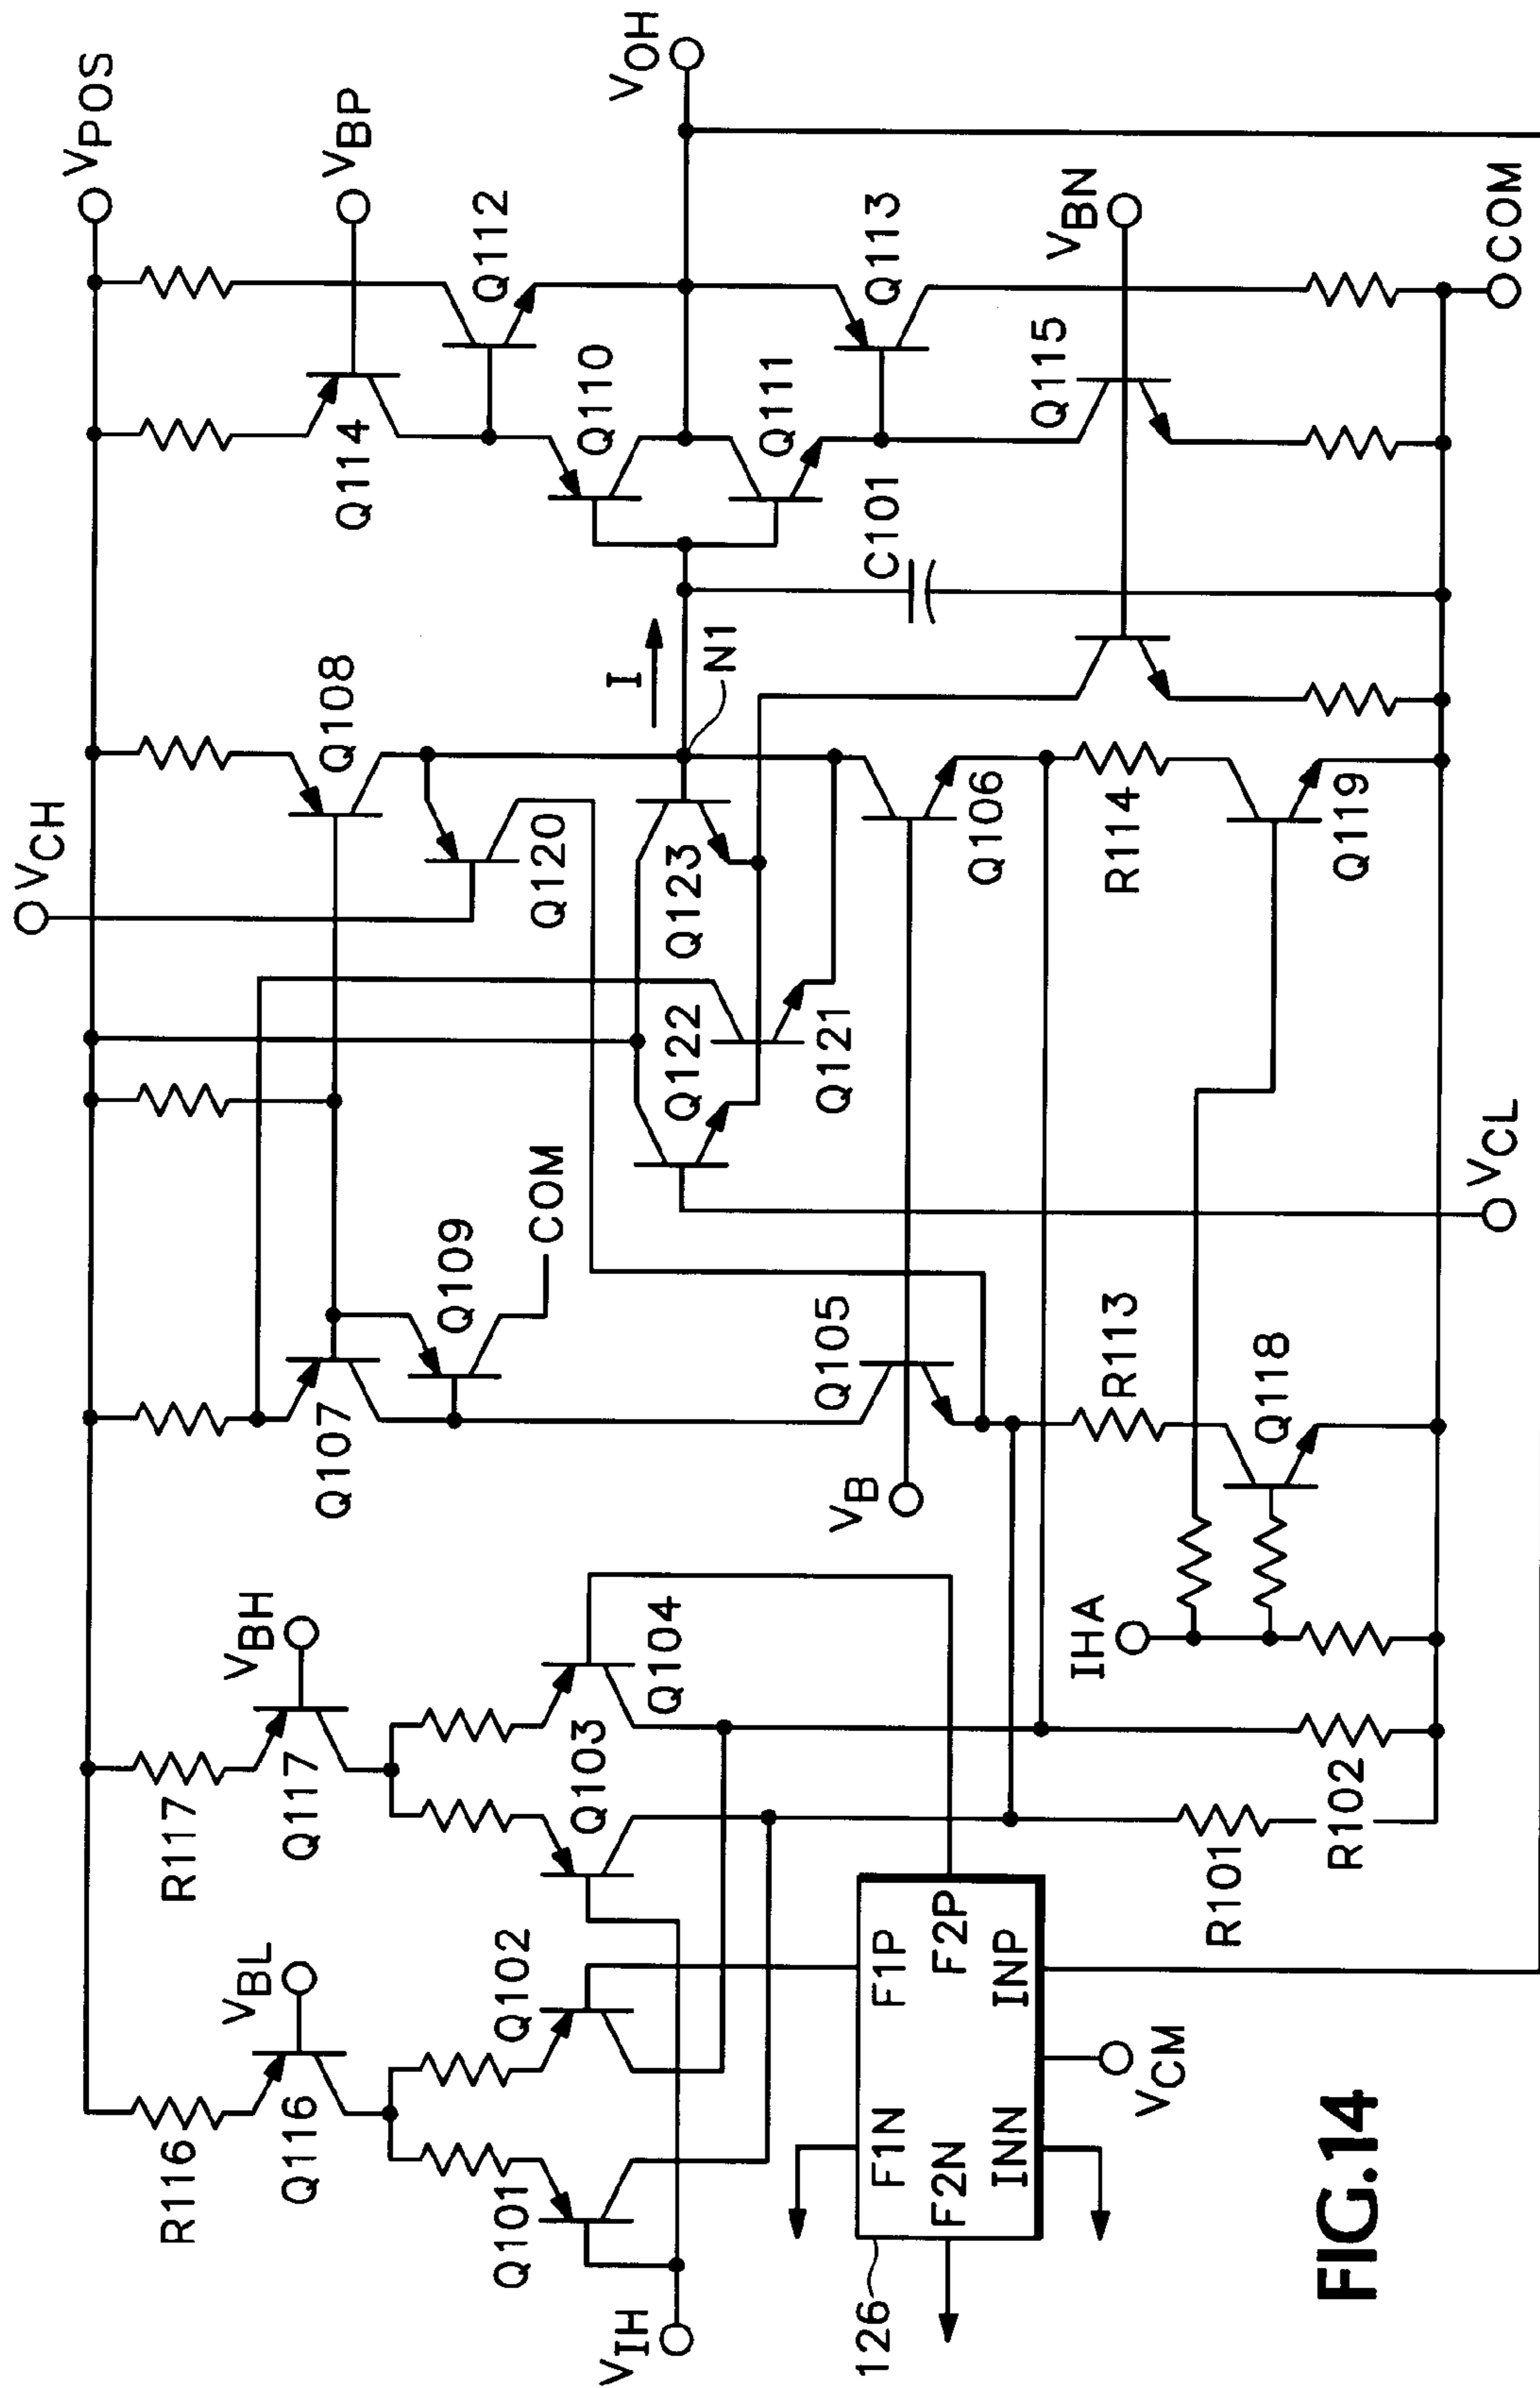 VPOS
VBP
VOH
Q112
Q114
Q110
Q111
Q113
Q115
VBN
COM
C101
I
N1
VCH
Q108
Q120
Q123
Q122
Q121
Q106
R114
Q119
Q107
Q109
COM
Q105
VB
R113
Q118
VCL
IHA
VBH
R117
Q117
Q103
Q104
R101
R102
VBL
R116
Q116
Q101
Q102
VIH
126
F1N
F1P
F2N
F2P
INN
INP
VCM
FIG.14